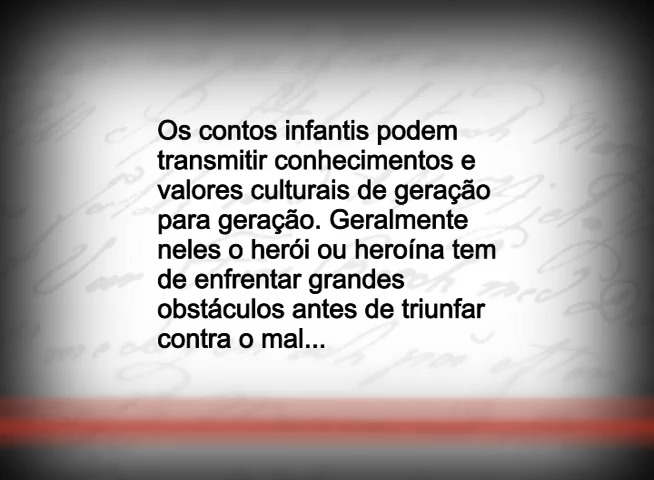 Os contos infantis podem
transmitir conhecimentos e
valores culturais de geração
para geração. Geralmente
neles o herói ou heroína tem
de enfrentar grandes
obstáculos antes de triunfar
contra o mal...